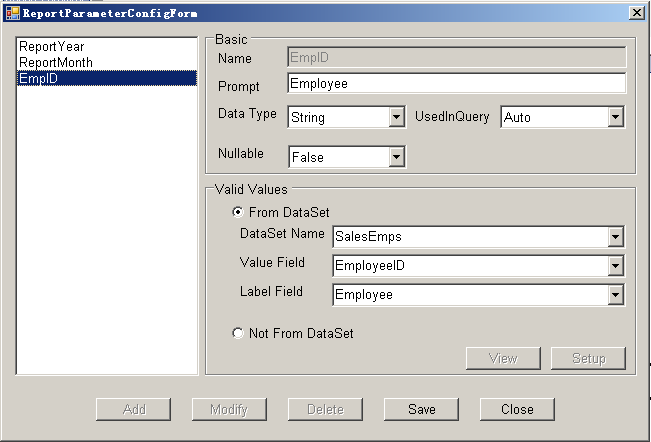 ReportParameterConfigForm
ReportYear
ReportMonth
EmpID
Basic
Name EmpID
Prompt Employee
Data Type String UsedInQuery Auto
Nullable False
Valid Values
From DataSet
DataSet Name SalesEmps
Value Field EmployeeID
Label Field Employee
Not From DataSet
View Setup
Add Modify Delete Save Close